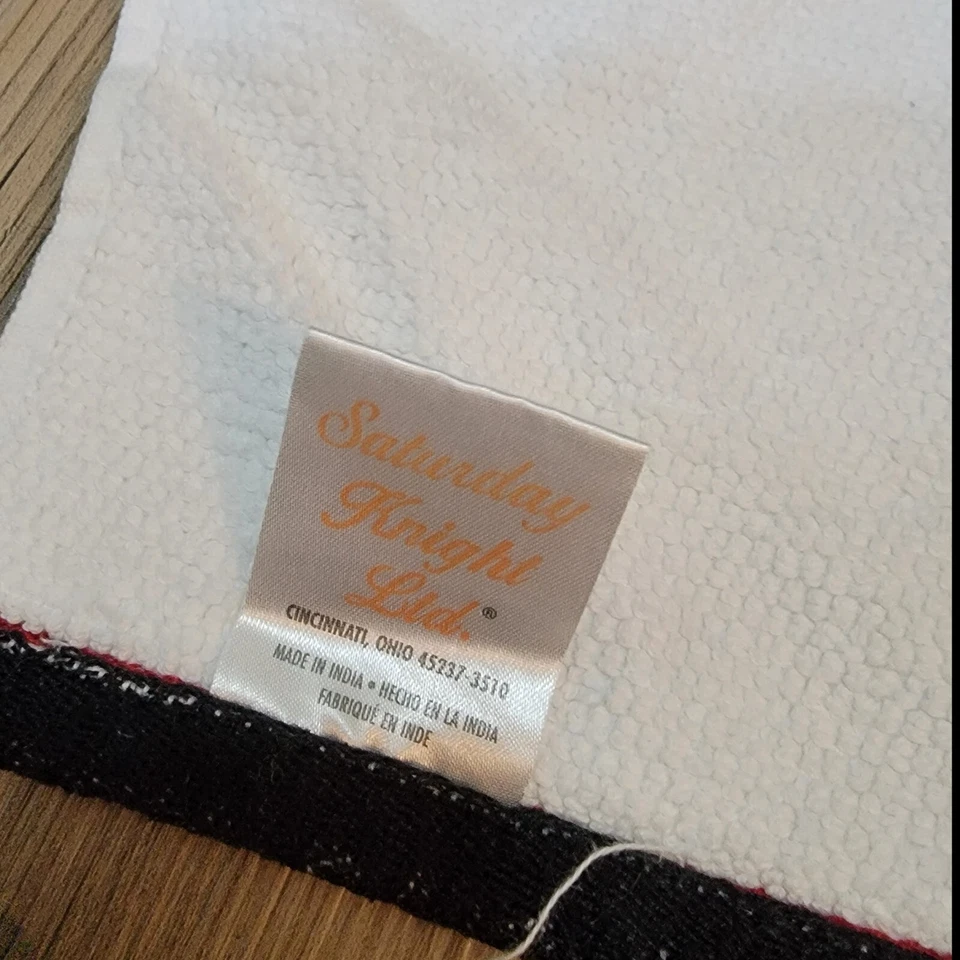 Saturday
Knight
Ltd.®
CINCINNATI, OHIO 45237-3510
MADE IN INDIA • HECHO EN LA INDIA
FABRIQUÉ EN INDE